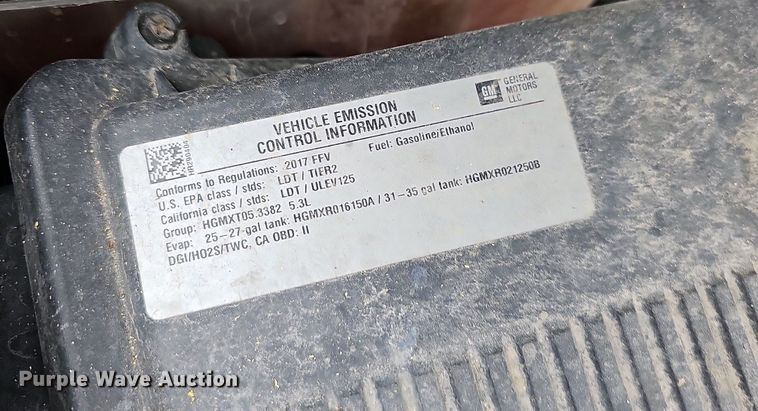 VEHICLE EMISSION
CONTROL INFORMATION
GM GENERAL
MOTORS
LLC
Conforms to Regulations: 2017 FFV Fuel: Gasoline/Ethanol
U.S. EPA class / stds: LDT / TIER2
California class / stds: LDT / ULEV125
Group: HGMXT05.3382 5.3L
Evap: 25-27 gal tank: HGMXR016150A / 31-35 gal tank: HGMXR021250B
DGI/HO2S/TWC, CA OBD: II
Purple Wave Auction